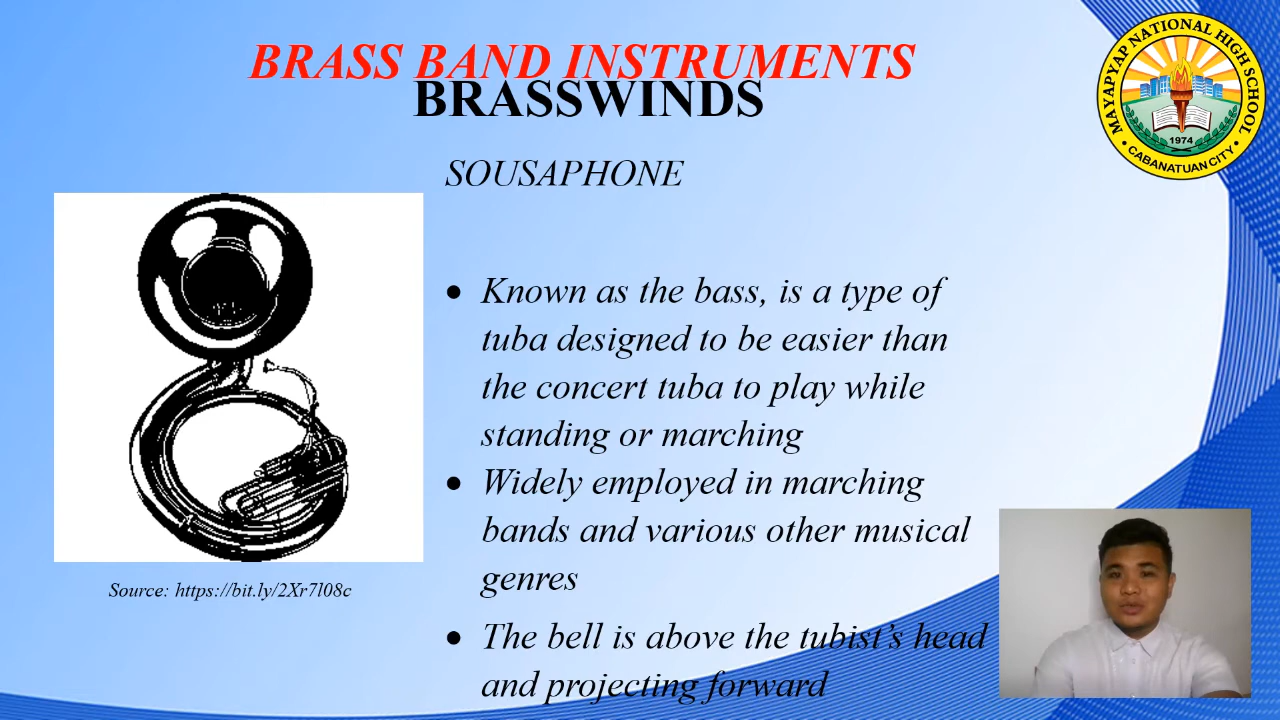 BRASS BAND INSTRUMENTS
BRASSWINDS
MAYAPYAP NATIONAL HIGH SCHOOL
1974
• CABANATUAN CITY •
SOUSAPHONE
• Known as the bass, is a type of
tuba designed to be easier than
the concert tuba to play while
standing or marching
• Widely employed in marching
bands and various other musical
genres
• The bell is above the tubist’s head
and projecting forward
Source: https://bit.ly/2Xr7l08c